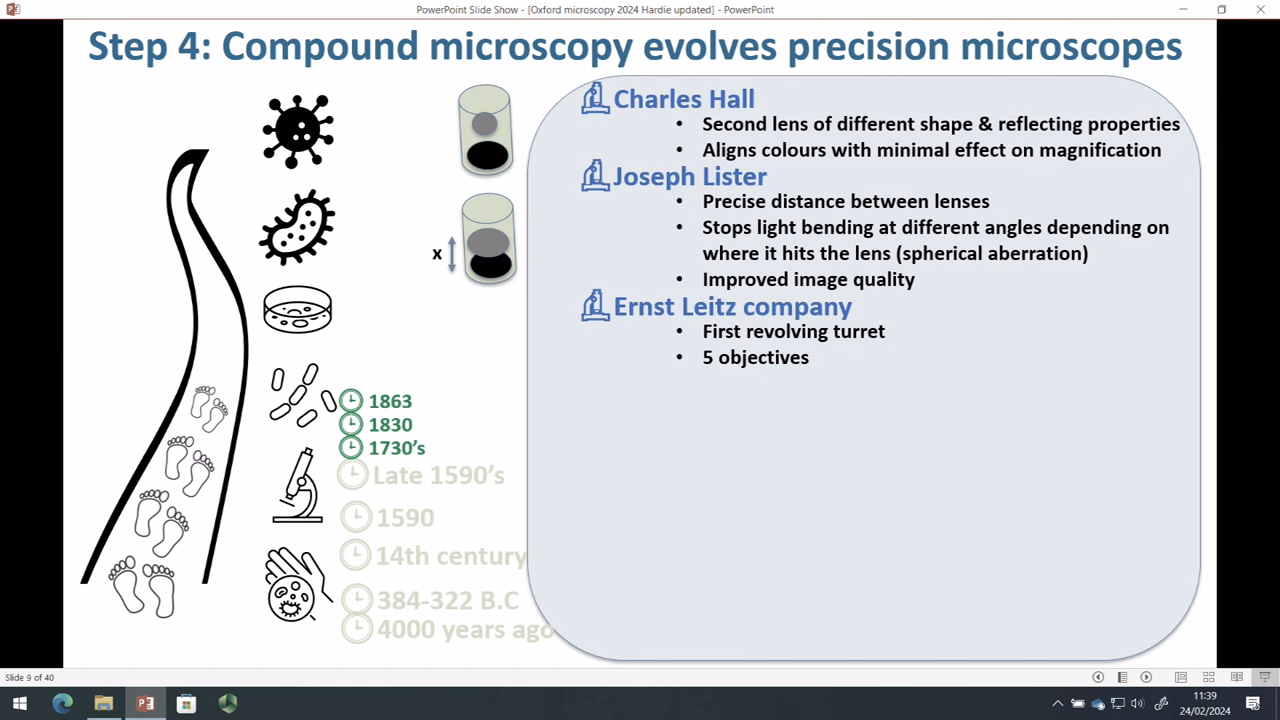 PowerPoint Slide Show - [Oxford microscopy 2024 Hardie updated] - PowerPoint
Step 4: Compound microscopy evolves precision microscopes
Charles Hall
• Second lens of different shape & reflecting properties
• Aligns colours with minimal effect on magnification
Joseph Lister
• Precise distance between lenses
• Stops light bending at different angles depending on
where it hits the lens (spherical aberration)
• Improved image quality
Ernst Leitz company
• First revolving turret
• 5 objectives
x
1863
1830
1730’s
Late 1590’s
1590
14th century
384-322 B.C
4000 years ago
Slide 9 of 40
11:39
24/02/2024